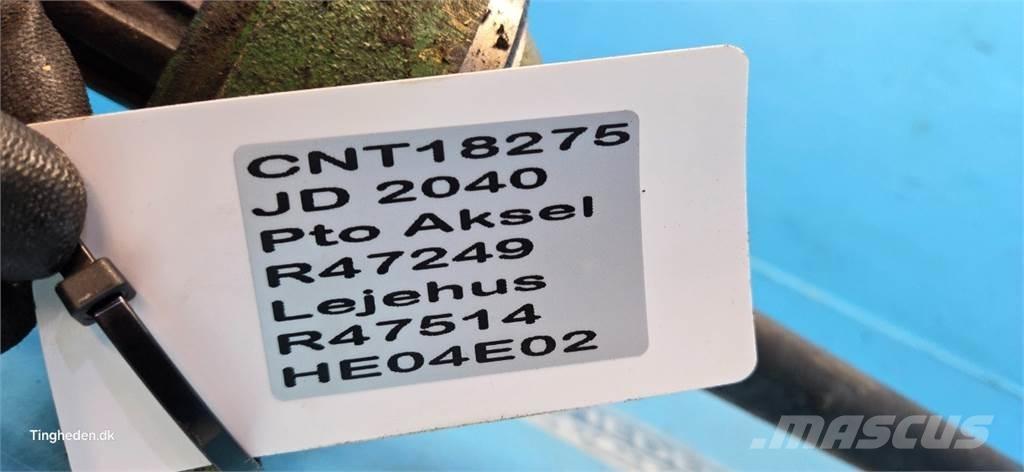 CNT18275
JD 2040
Pto Aksel
R47249
Lejehus
R47514
HE04E02
Tingheden.dk
MASCUS